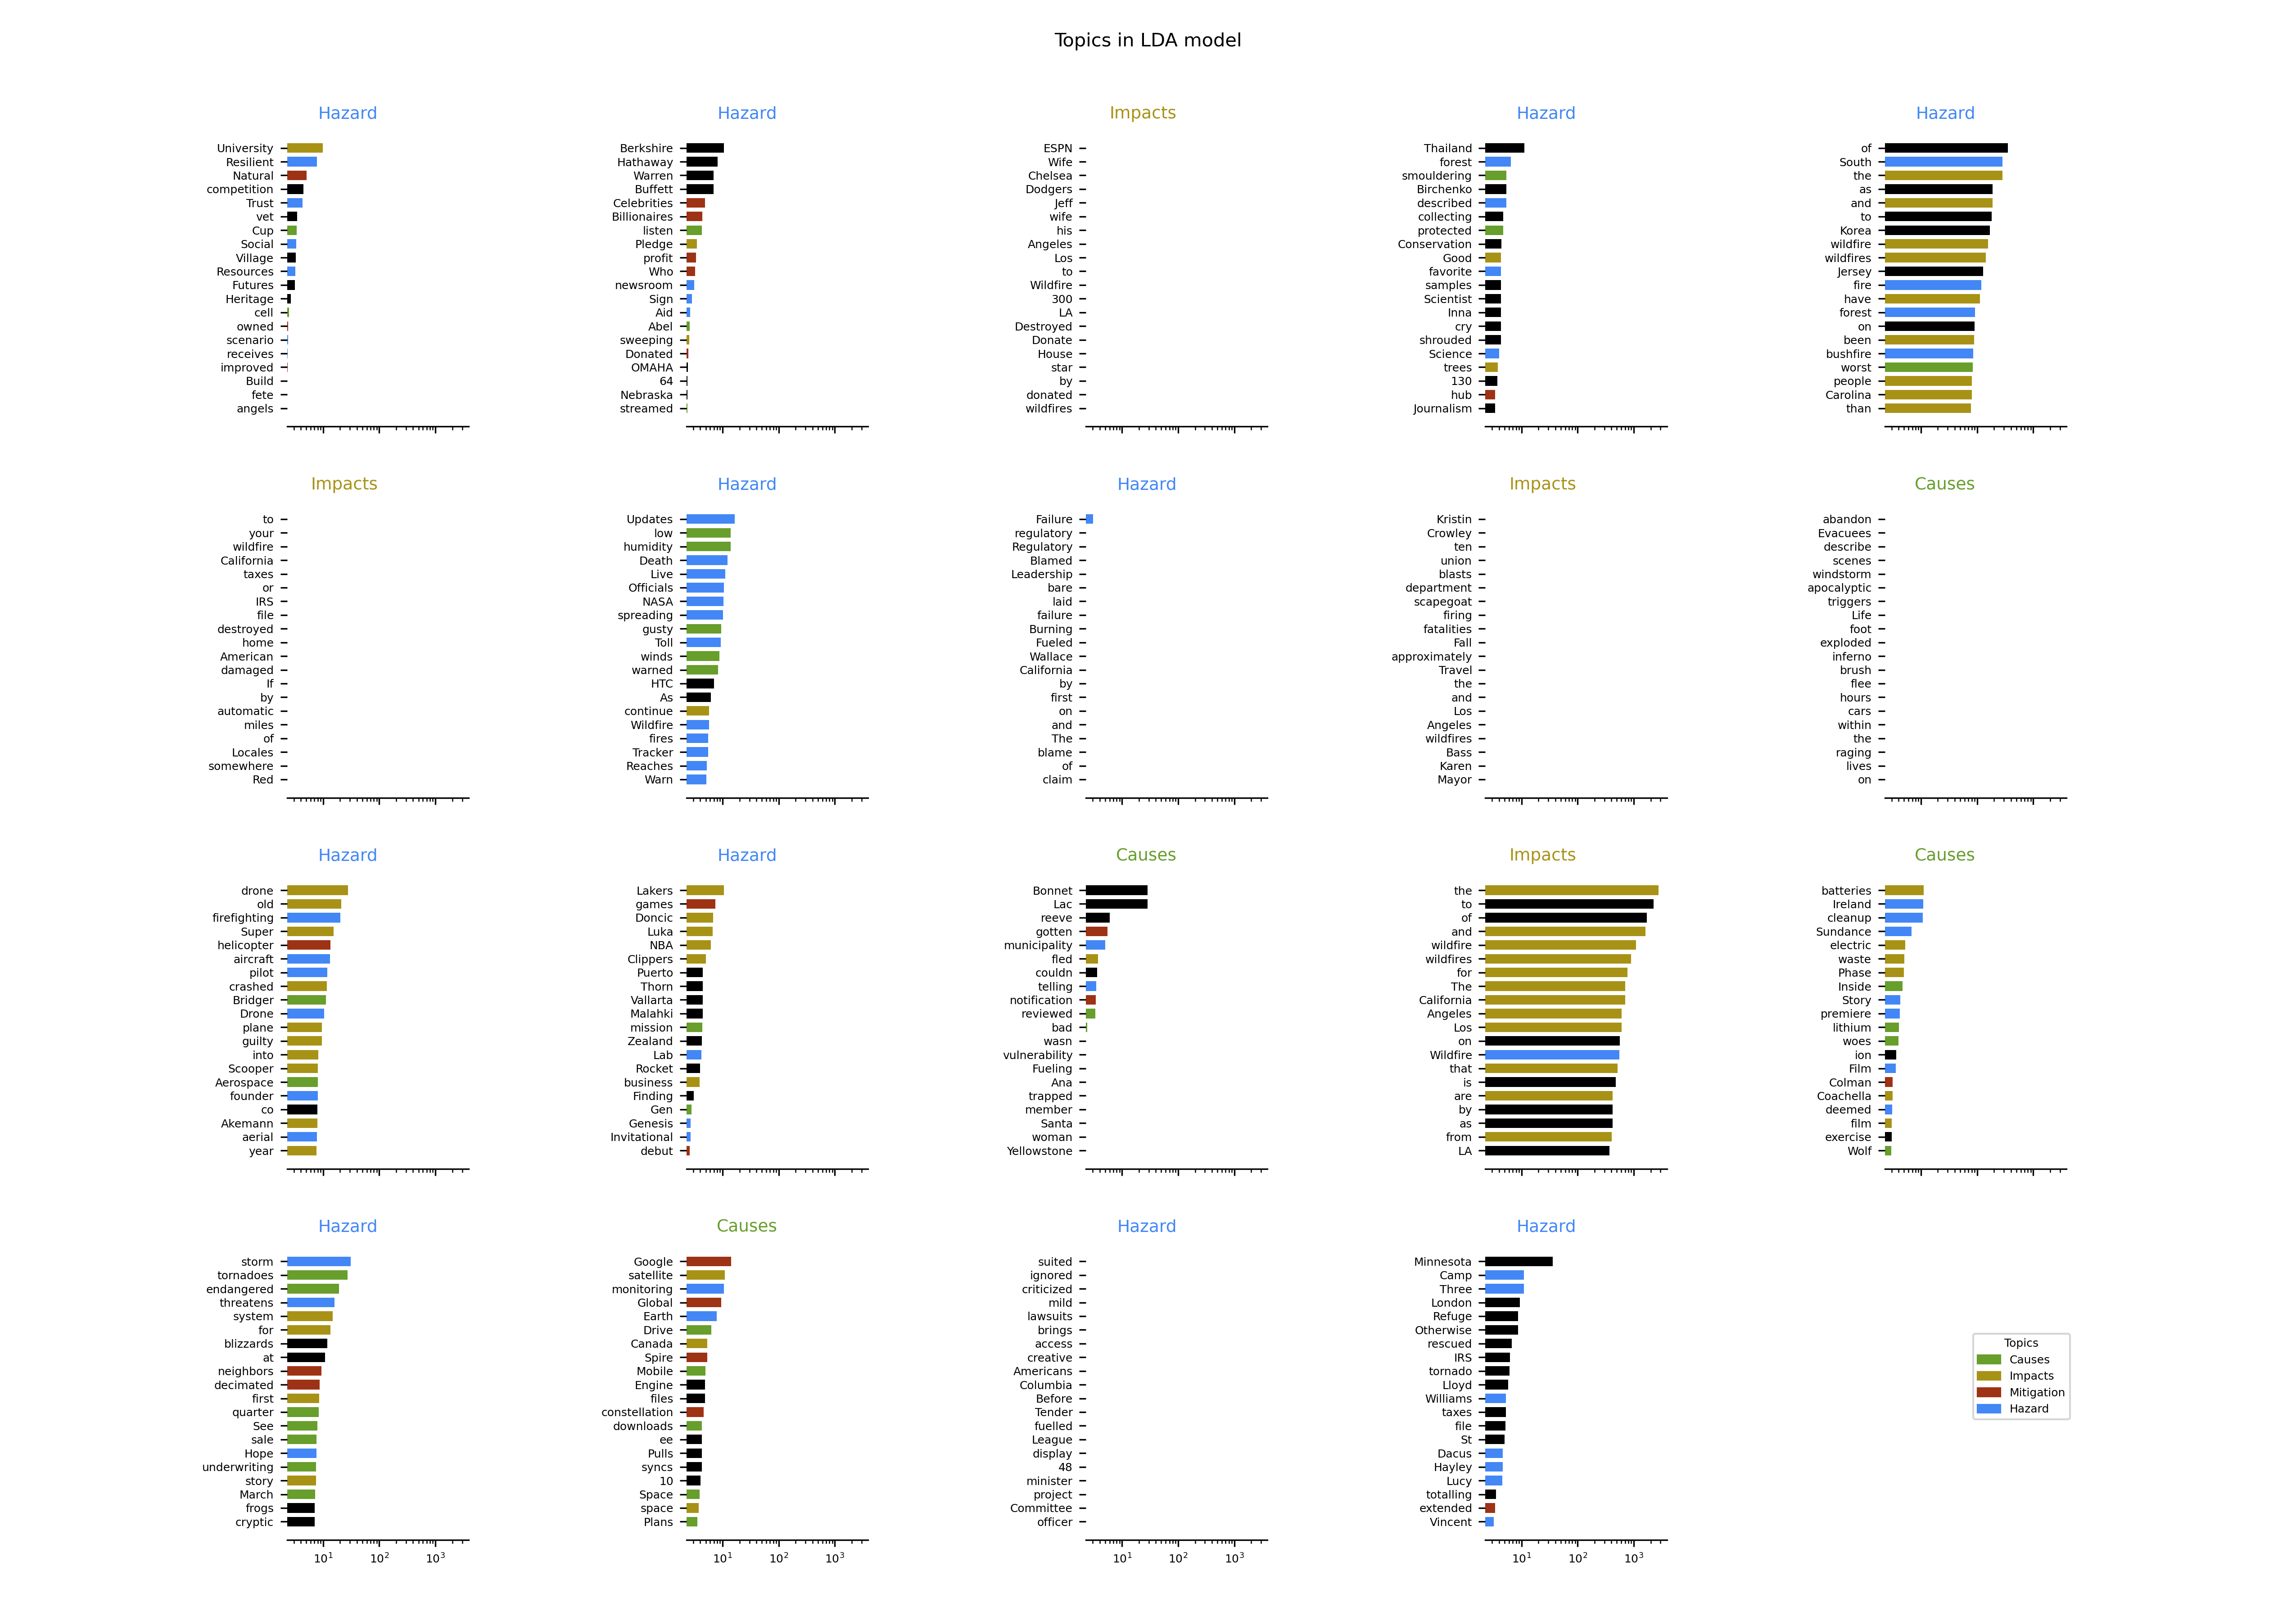 Topics in LDA model
Hazard
University
Resilient
Natural
competition
Trust
vet
Cup
Social
Village
Resources
Futures
Heritage
cell
owned
scenario
receives
improved
Build
fete
angels
Hazard
Berkshire
Hathaway
Warren
Buffett
Celebrities
Billionaires
listen
Pledge
profit
Who
newsroom
Sign
Aid
Abel
sweeping
Donated
OMAHA
64
Nebraska
streamed
Impacts
ESPN
Wife
Chelsea
Dodgers
Jeff
wife
his
Angeles
Los
to
Wildfire
300
LA
Destroyed
Donate
House
star
by
donated
wildfires
Hazard
Thailand
forest
smouldering
Birchenko
described
collecting
protected
Conservation
Good
favorite
samples
Scientist
Inna
cry
shrouded
Science
trees
130
hub
Journalism
Hazard
of
South
the
as
and
to
Korea
wildfire
wildfires
Jersey
fire
have
forest
on
been
bushfire
worst
people
Carolina
than
Impacts
to
your
wildfire
California
taxes
or
IRS
file
destroyed
home
American
damaged
If
by
automatic
miles
of
Locales
somewhere
Red
Hazard
Updates
low
humidity
Death
Live
Officials
NASA
spreading
gusty
Toll
winds
warned
HTC
As
continue
Wildfire
fires
Tracker
Reaches
Warn
Hazard
Failure
regulatory
Regulatory
Blamed
Leadership
bare
laid
failure
Burning
Fueled
Wallace
California
by
first
on
and
The
blame
of
claim
Impacts
Kristin
Crowley
ten
union
blasts
department
scapegoat
firing
fatalities
Fall
approximately
Travel
the
and
Los
Angeles
wildfires
Bass
Karen
Mayor
Causes
abandon
Evacuees
describe
scenes
windstorm
apocalyptic
triggers
Life
foot
exploded
inferno
brush
flee
hours
cars
within
the
raging
lives
on
Hazard
drone
old
firefighting
Super
helicopter
aircraft
pilot
crashed
Bridger
Drone
plane
guilty
into
Scooper
Aerospace
founder
co
Akemann
aerial
year
Hazard
Lakers
games
Doncic
Luka
NBA
Clippers
Puerto
Thorn
Vallarta
Malahki
mission
Zealand
Lab
Rocket
business
Finding
Gen
Genesis
Invitational
debut
Causes
Bonnet
Lac
reeve
gotten
municipality
fled
couldn
telling
notification
reviewed
bad
wasn
vulnerability
Fueling
Ana
trapped
member
Santa
woman
Yellowstone
Impacts
the
to
of
and
wildfire
wildfires
for
The
California
Angeles
Los
on
Wildfire
that
is
are
by
as
from
LA
Causes
batteries
Ireland
cleanup
Sundance
electric
waste
Phase
Inside
Story
premiere
lithium
woes
ion
Film
Colman
Coachella
deemed
film
exercise
Wolf
Hazard
storm
tornadoes
endangered
threatens
system
for
blizzards
at
neighbors
decimated
first
quarter
See
sale
Hope
underwriting
story
March
frogs
cryptic
10¹ 10² 10³
Causes
Google
satellite
monitoring
Global
Earth
Drive
Canada
Spire
Mobile
Engine
files
constellation
downloads
ee
Pulls
syncs
10
Space
space
Plans
10¹ 10² 10³
Hazard
suited
ignored
criticized
mild
lawsuits
brings
access
creative
Americans
Columbia
Before
Tender
fuelled
League
display
48
minister
project
Committee
officer
10¹ 10² 10³
Hazard
Minnesota
Camp
Three
London
Refuge
Otherwise
rescued
IRS
tornado
Lloyd
Williams
taxes
file
St
Dacus
Hayley
Lucy
totalling
extended
Vincent
10¹ 10² 10³
Topics
Causes
Impacts
Mitigation
Hazard